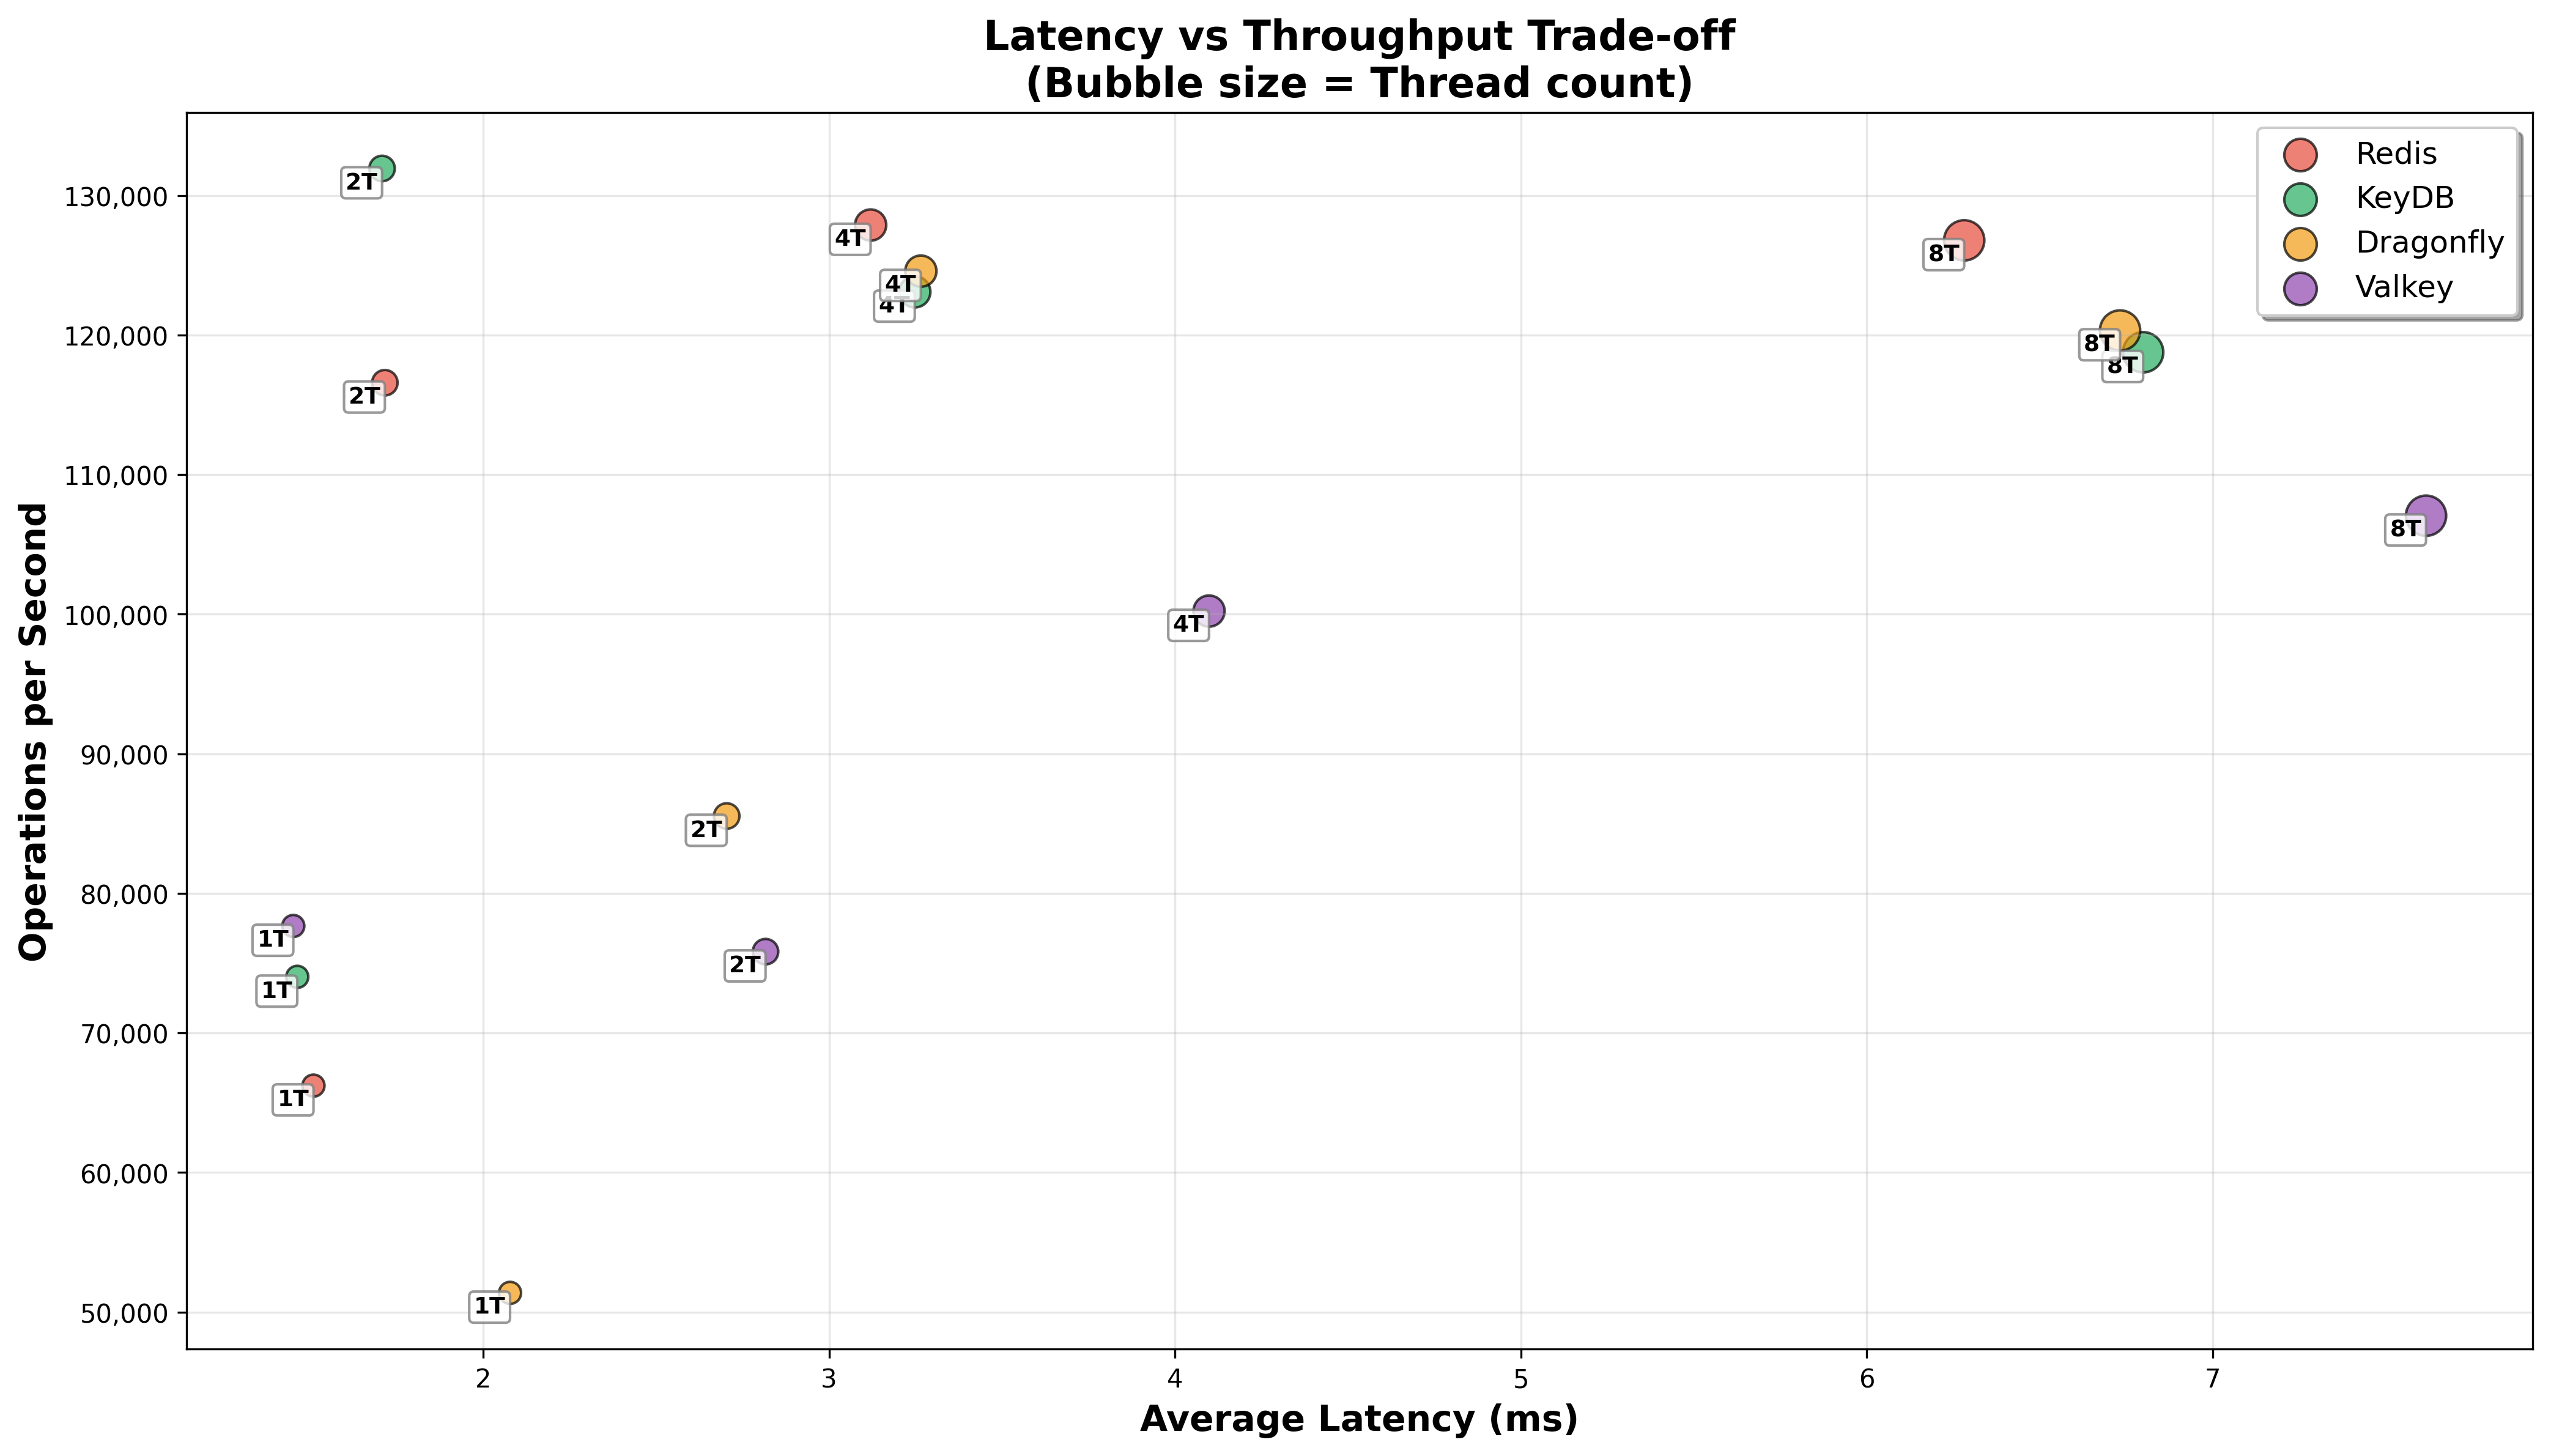 Latency vs Throughput Trade-off
(Bubble size = Thread count)
Operations per Second
130,000
120,000
110,000
100,000
90,000
80,000
70,000
60,000
50,000
2T
4T
8T
4T
4T
8T
8T
2T
8T
4T
2T
1T
2T
1T
1T
1T
Redis
KeyDB
Dragonfly
Valkey
2
3
4
5
6
7
Average Latency (ms)